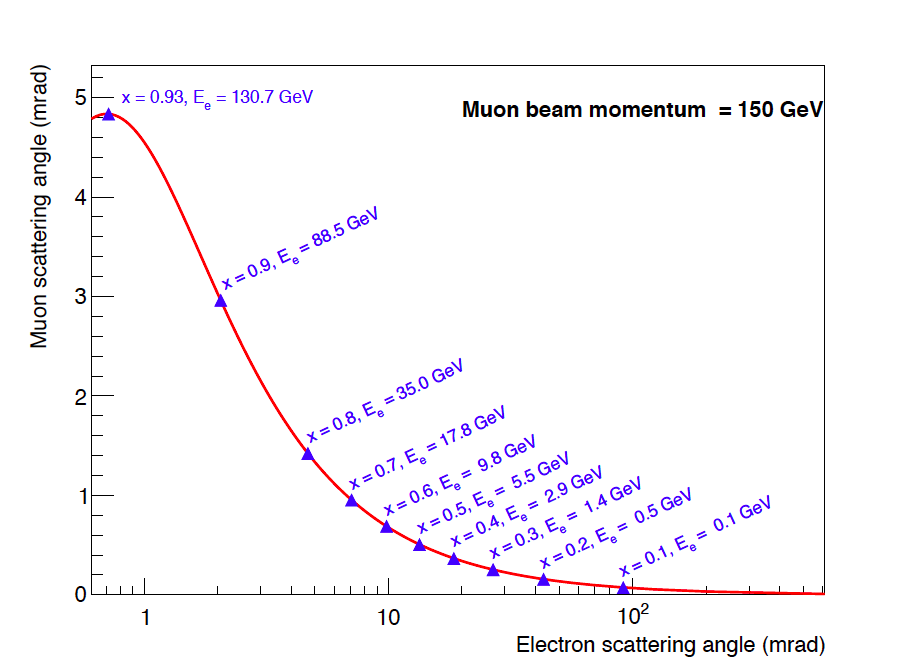 Muon scattering angle (mrad)
5
4
3
2
1
0
x = 0.93, Ee = 130.7 GeV
Muon beam momentum = 150 GeV
x = 0.9, Ee = 88.5 GeV
x = 0.8, Ee = 35.0 GeV
x = 0.7, Ee = 17.8 GeV
x = 0.6, Ee = 9.8 GeV
x = 0.5, Ee = 5.5 GeV
x = 0.4, Ee = 2.9 GeV
x = 0.3, Ee = 1.4 GeV
x = 0.2, Ee = 0.5 GeV
x = 0.1, Ee = 0.1 GeV
1
10
10²
Electron scattering angle (mrad)